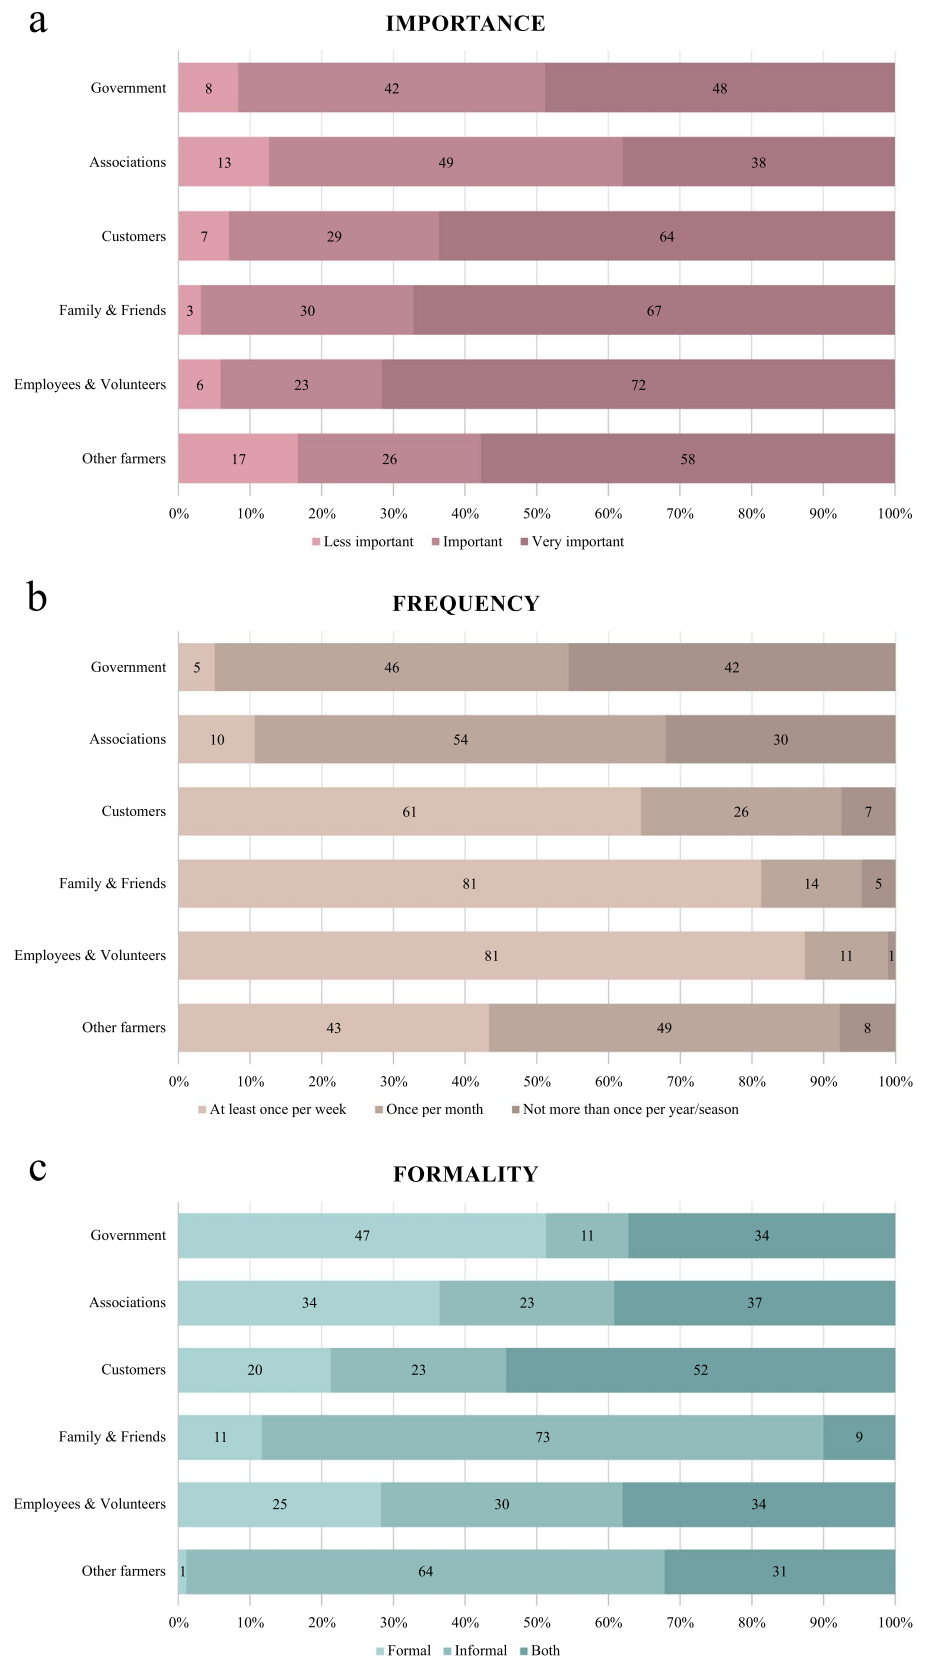 a
IMPORTANCE
Government 8 42 48
Associations 13 49 38
Customers 7 29 64
Family & Friends 3 30 67
Employees & Volunteers 6 23 72
Other farmers 17 26 58
0% 10% 20% 30% 40% 50% 60% 70% 80% 90% 100%
Less important Important Very important
b
FREQUENCY
Government 5 46 42
Associations 10 54 30
Customers 61 26 7
Family & Friends 81 14 5
Employees & Volunteers 81 11 1
Other farmers 43 49 8
0% 10% 20% 30% 40% 50% 60% 70% 80% 90% 100%
At least once per week Once per month Not more than once per year/season
c
FORMALITY
Government 47 11 34
Associations 34 23 37
Customers 20 23 52
Family & Friends 11 73 9
Employees & Volunteers 25 30 34
Other farmers 1 64 31
0% 10% 20% 30% 40% 50% 60% 70% 80% 90% 100%
Formal Informal Both